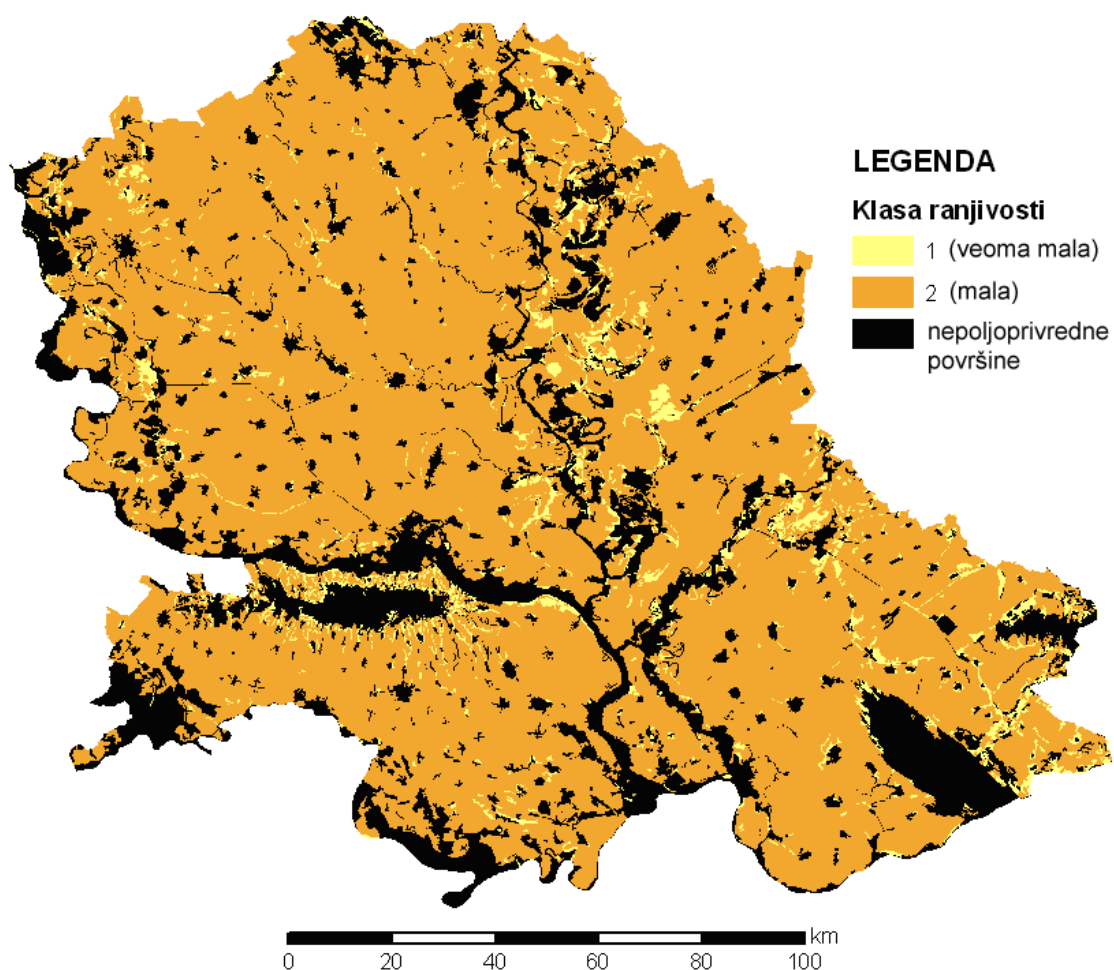 LEGENDA
Klasa ranjivosti
1 (veoma mala)
2 (mala)
nepoljoprivredne
površine
km
0 20 40 60 80 100